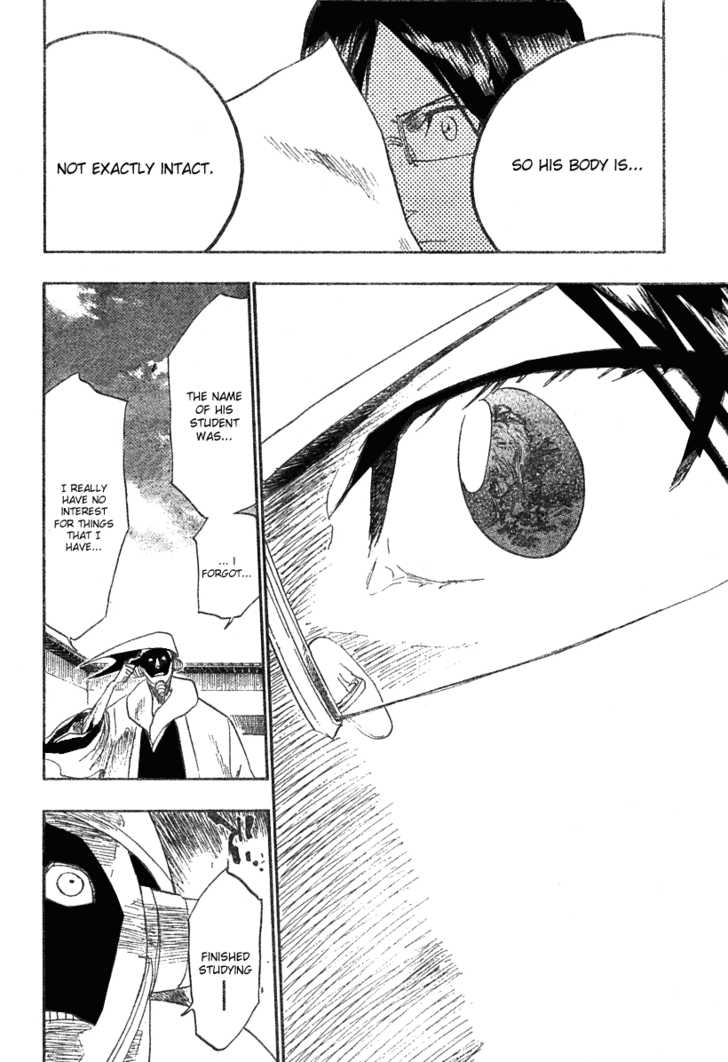 SO HIS BODY IS...
NOT EXACTLY INTACT.
THE NAME
OF HIS
STUDENT
WAS...
... I
FORGOT...
I REALLY
HAVE NO
INTEREST
FOR THINGS
THAT I
HAVE...
FINISHED
STUDYING